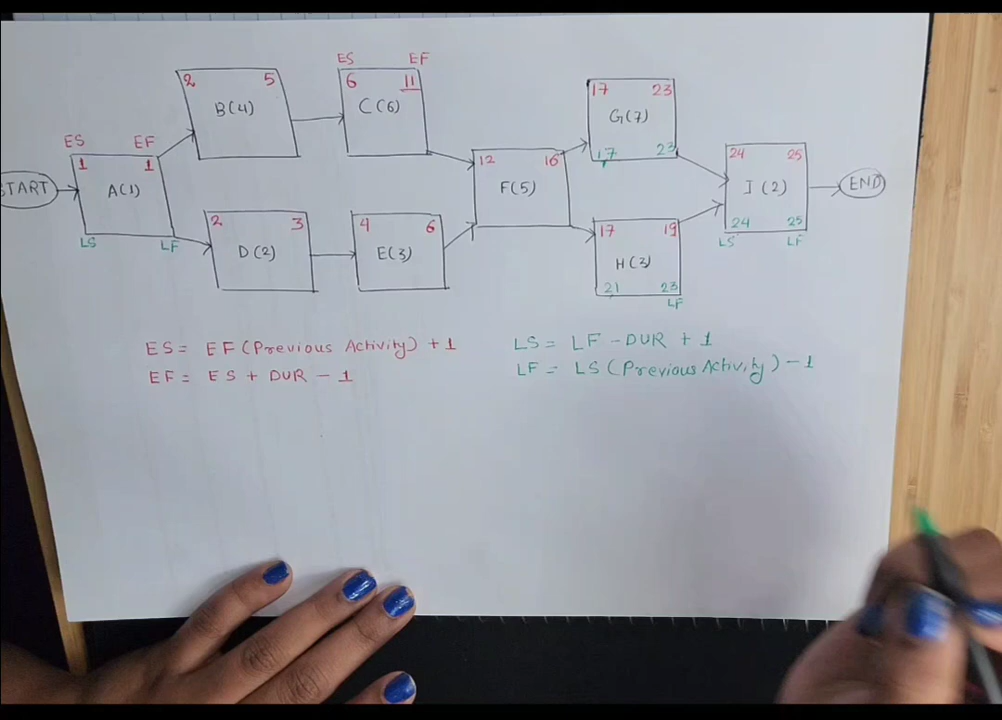 ES EF
2 5
B(4)
6 11
C(6)
17 23
G(7)
17 23
ES EF
START
1 1
A(1)
LS LF
12 16
F(5)
24 25
I(2)
24 25
LS LF
END
2 3
D(2)
4 6
E(3)
17 19
H(3)
21 23
LF
ES = EF(Previous Activity) + 1
EF = ES + DUR - 1
LS = LF - DUR + 1
LF = LS (Previous Activity) - 1